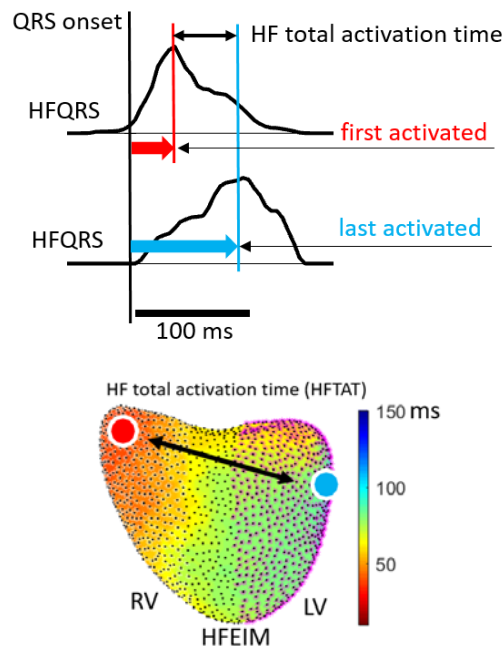 QRS onset
HF total activation time
HFQRS
first activated
HFQRS
last activated
100 ms
HF total activation time (HFTAT)
150 ms
100
50
RV
LV
HFEIM